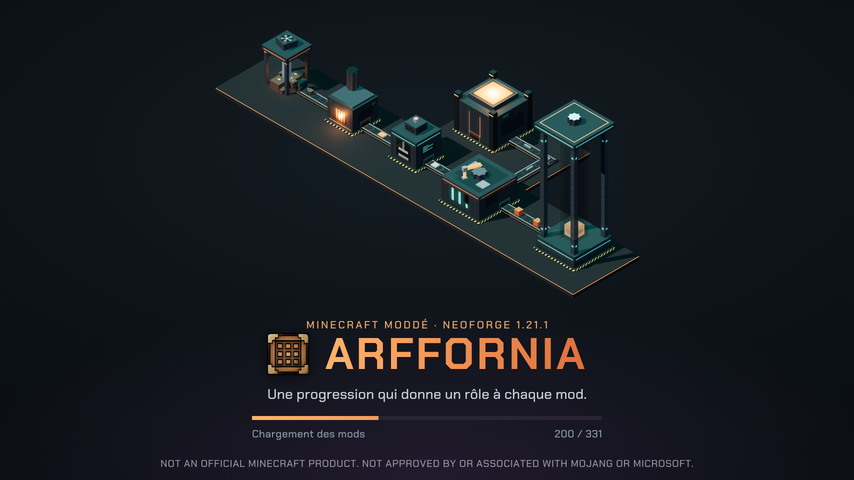 MINECRAFT MODDÉ · NEOFORGE 1.21.1
ARFFORNIA
Une progression qui donne un rôle à chaque mod.
Chargement des mods
200 / 331
NOT AN OFFICIAL MINECRAFT PRODUCT. NOT APPROVED BY OR ASSOCIATED WITH MOJANG OR MICROSOFT.